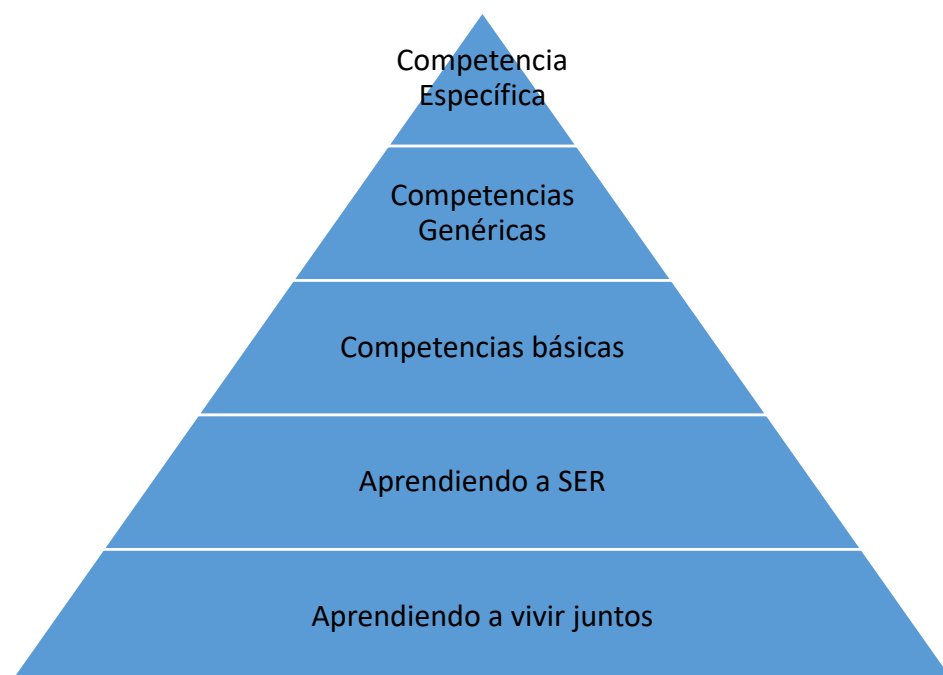 Competencia
Específica
Competencias
Genéricas
Competencias básicas
Aprendiendo a SER
Aprendiendo a vivir juntos